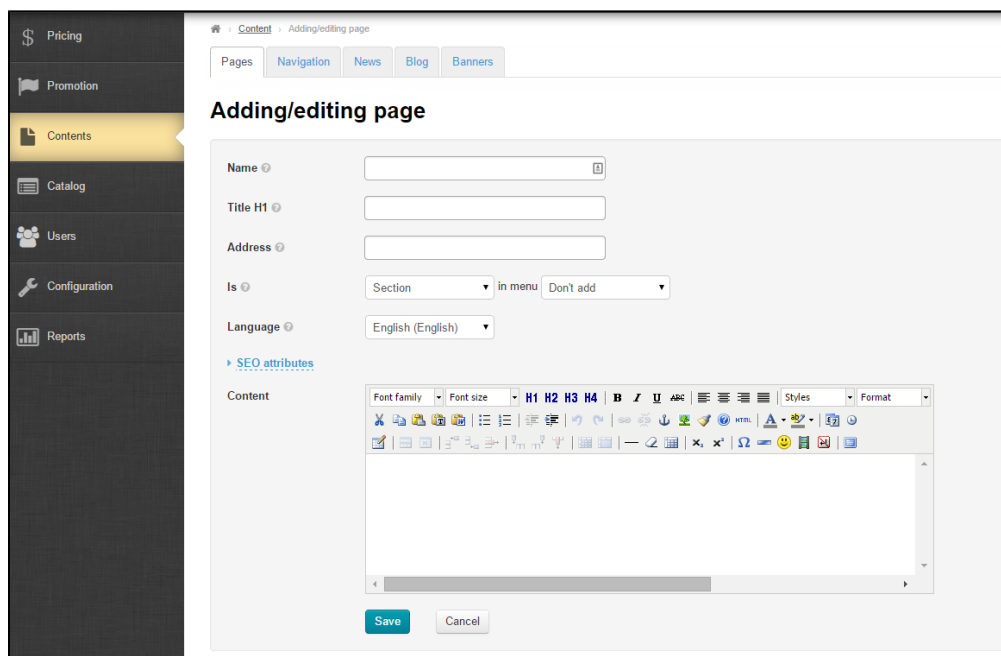 Pricing
Promotion
Contents
Catalog
Users
Configuration
Reports
Content › Adding/editing page
Pages Navigation News Blog Banners
Adding/editing page
Name
Title H1
Address
Is Section in menu Don't add
Language English (English)
SEO attributes
Content
Font family Font size H1 H2 H3 H4 B I U ABC Styles Format
HTML A
Save Cancel